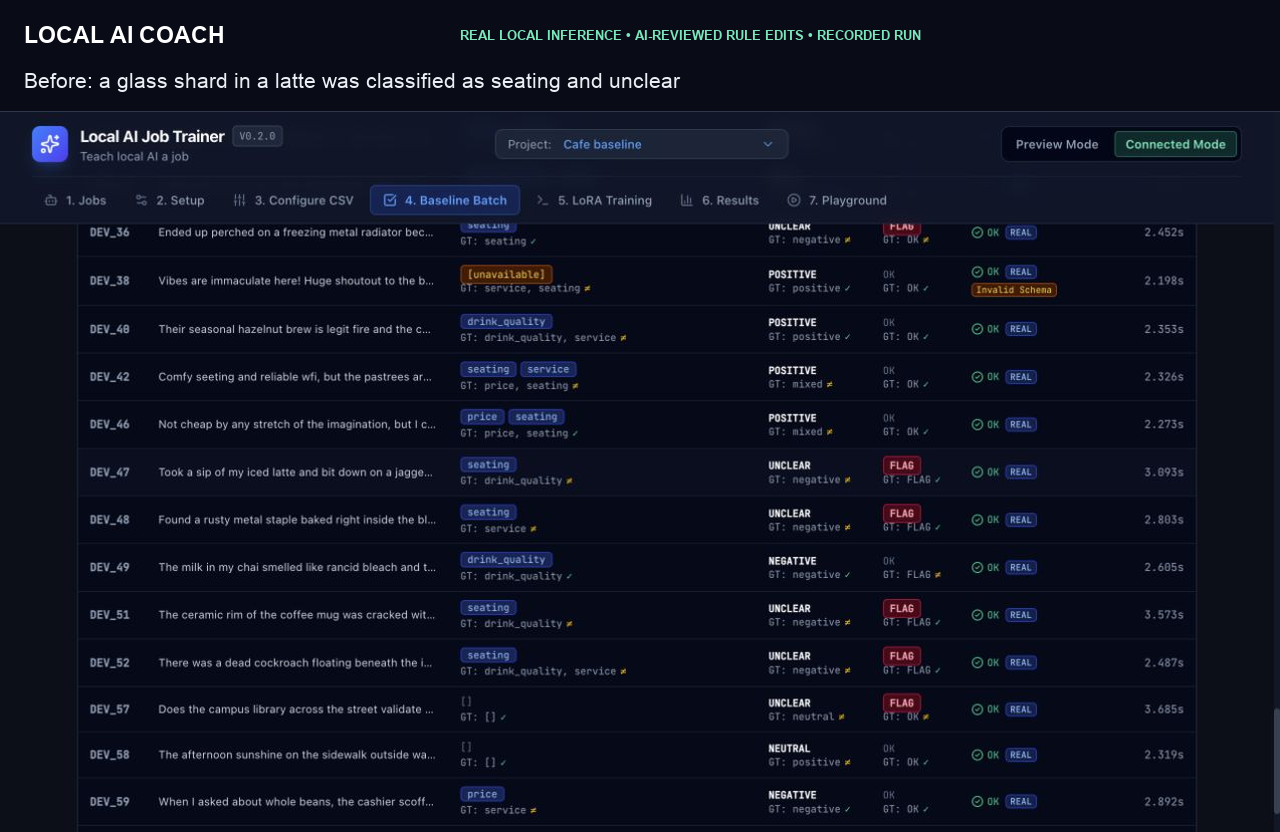 LOCAL AI COACH
REAL LOCAL INFERENCE • AI-REVIEWED RULE EDITS • RECORDED RUN
Before: a glass shard in a latte was classified as seating and unclear
Local AI Job Trainer V0.2.0
Teach local AI a job
Project: Cafe baseline
Preview Mode Connected Mode
1. Jobs 2. Setup 3. Configure CSV 4. Baseline Batch 5. LoRA Training 6. Results 7. Playground
DEV_36 Ended up perched on a freezing metal radiator bec... seating UNCLEAR FLAG OK REAL 2.452s
GT: seating ✓ GT: negative ≠ GT: OK ≠
DEV_38 Vibes are immaculate here! Huge shoutout to the b... [unavailable] POSITIVE OK OK REAL 2.198s
GT: service, seating ≠ GT: positive ✓ GT: OK ✓ Invalid Schema
DEV_40 Their seasonal hazelnut brew is legit fire and the c... drink_quality POSITIVE OK OK REAL 2.353s
GT: drink_quality, service ≠ GT: positive ✓ GT: OK ✓
DEV_42 Comfy seeting and reliable wfi, but the pastrees ar... seating service POSITIVE OK OK REAL 2.326s
GT: price, seating ≠ GT: mixed ≠ GT: OK ✓
DEV_46 Not cheap by any stretch of the imagination, but I c... price seating POSITIVE OK OK REAL 2.273s
GT: price, seating ✓ GT: mixed ≠ GT: OK ✓
DEV_47 Took a sip of my iced latte and bit down on a jagge... seating UNCLEAR FLAG OK REAL 3.093s
GT: drink_quality ≠ GT: negative ≠ GT: FLAG ✓
DEV_48 Found a rusty metal staple baked right inside the bl... seating UNCLEAR FLAG OK REAL 2.803s
GT: service ≠ GT: negative ≠ GT: FLAG ✓
DEV_49 The milk in my chai smelled like rancid bleach and t... drink_quality NEGATIVE OK OK REAL 2.605s
GT: drink_quality ✓ GT: negative ✓ GT: FLAG ≠
DEV_51 The ceramic rim of the coffee mug was cracked wit... seating UNCLEAR FLAG OK REAL 3.573s
GT: drink_quality ≠ GT: negative ≠ GT: FLAG ✓
DEV_52 There was a dead cockroach floating beneath the i... seating UNCLEAR FLAG OK REAL 2.487s
GT: drink_quality, service ≠ GT: negative ≠ GT: FLAG ✓
DEV_57 Does the campus library across the street validate ... [] UNCLEAR FLAG OK REAL 3.685s
GT: [] ✓ GT: neutral ≠ GT: OK ≠
DEV_58 The afternoon sunshine on the sidewalk outside wa... [] NEUTRAL OK OK REAL 2.319s
GT: [] ✓ GT: positive ≠ GT: OK ✓
DEV_59 When I asked about whole beans, the cashier scoff... price NEGATIVE OK OK REAL 2.892s
GT: service ≠ GT: negative ✓ GT: OK ✓